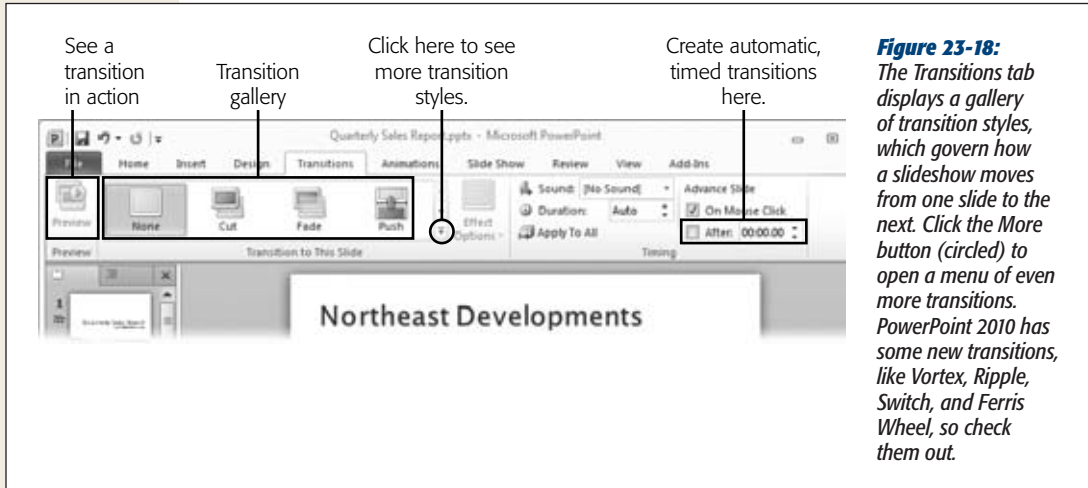 See a
transition
in action
Transition
gallery
Click here to see
more transition
styles.
Create automatic,
timed transitions
here.
Quarterly Sales Report.pptx - Microsoft PowerPoint
File Home Insert Design Transitions Animations Slide Show Review View Add-Ins
Preview
None
Cut
Fade
Push
Effect
Options
Sound: [No Sound]
Duration: Auto
Apply To All
Advance Slide
On Mouse Click
After: 00:00.00
Preview
Transition to This Slide
Timing
1
Northeast Developments
Figure 23-18:
The Transitions tab
displays a gallery
of transition styles,
which govern how
a slideshow moves
from one slide to the
next. Click the More
button (circled) to
open a menu of even
more transitions.
PowerPoint 2010 has
some new transitions,
like Vortex, Ripple,
Switch, and Ferris
Wheel, so check
them out.